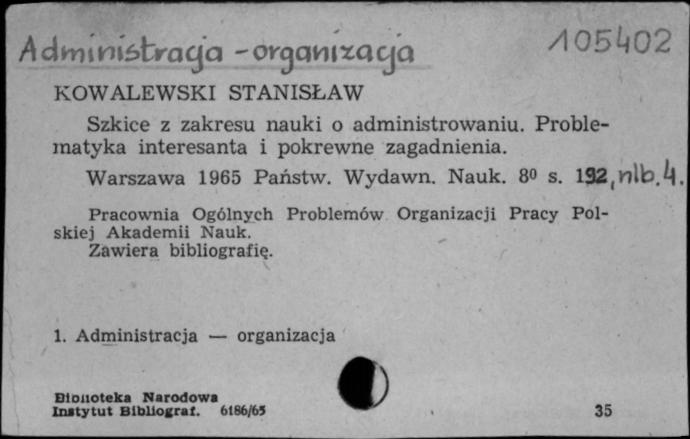 Administracja - organizacja 105402
KOWALEWSKI STANISŁAW
Szkice z zakresu nauki o administrowaniu. Proble-
matyka interesanta i pokrewne zagadnienia.
Warszawa 1965 Państw. Wydawn. Nauk. 8⁰ s. 192, nlb. 4.
Pracownia Ogólnych Problemów Organizacji Pracy Pol-
skiej Akademii Nauk.
Zawiera bibliografię.
1. Administracja — organizacja
Biblioteka Narodowa
Instytut Bibliograf. 6186/65 35